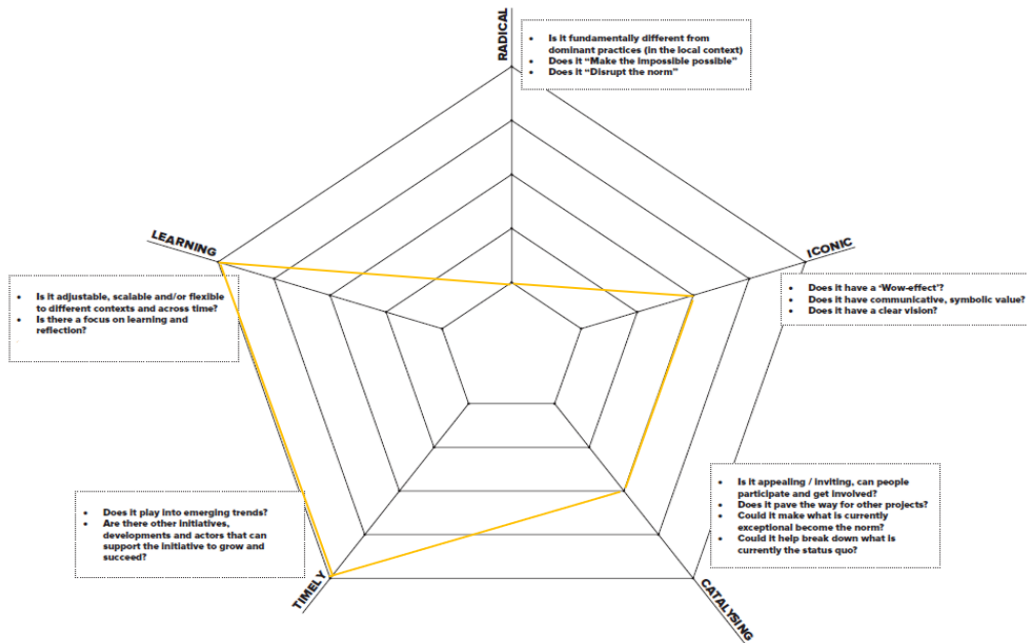 RADICAL
• Is it fundamentally different from
dominant practices (in the local context)
• Does it “Make the impossible possible”
• Does it “Disrupt the norm”
LEARNING
ICONIC
• Is it adjustable, scalable and/or flexible
to different contexts and across time?
• Is there a focus on learning and
reflection?
• Does it have a ‘Wow-effect’?
• Does it have communicative, symbolic value?
• Does it have a clear vision?
• Does it play into emerging trends?
• Are there other initiatives,
developments and actors that can
support the initiative to grow and
succeed?
• Is it appealing / inviting, can people
participate and get involved?
• Does it pave the way for other projects?
• Could it make what is currently
exceptional become the norm?
• Could it help break down what is
currently the status quo?
TIMELY
CATALYSING